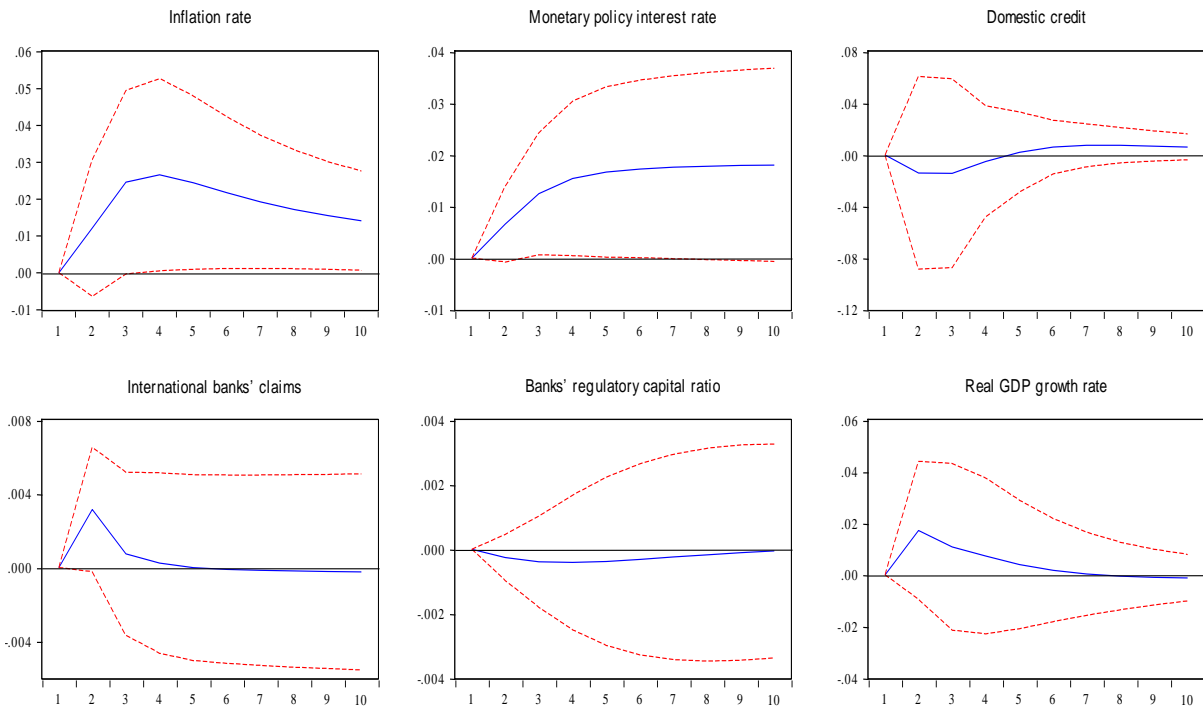 Inflation rate
.06
.05
.04
.03
.02
.01
.00
-.01
1 2 3 4 5 6 7 8 9 10
Monetary policy interest rate
.04
.03
.02
.01
.00
-.01
1 2 3 4 5 6 7 8 9 10
Domestic credit
.08
.04
.00
-.04
-.08
-.12
1 2 3 4 5 6 7 8 9 10
International banks' claims
.008
.004
.000
-.004
1 2 3 4 5 6 7 8 9 10
Banks' regulatory capital ratio
.004
.002
.000
-.002
-.004
1 2 3 4 5 6 7 8 9 10
Real GDP growth rate
.06
.04
.02
.00
-.02
-.04
1 2 3 4 5 6 7 8 9 10